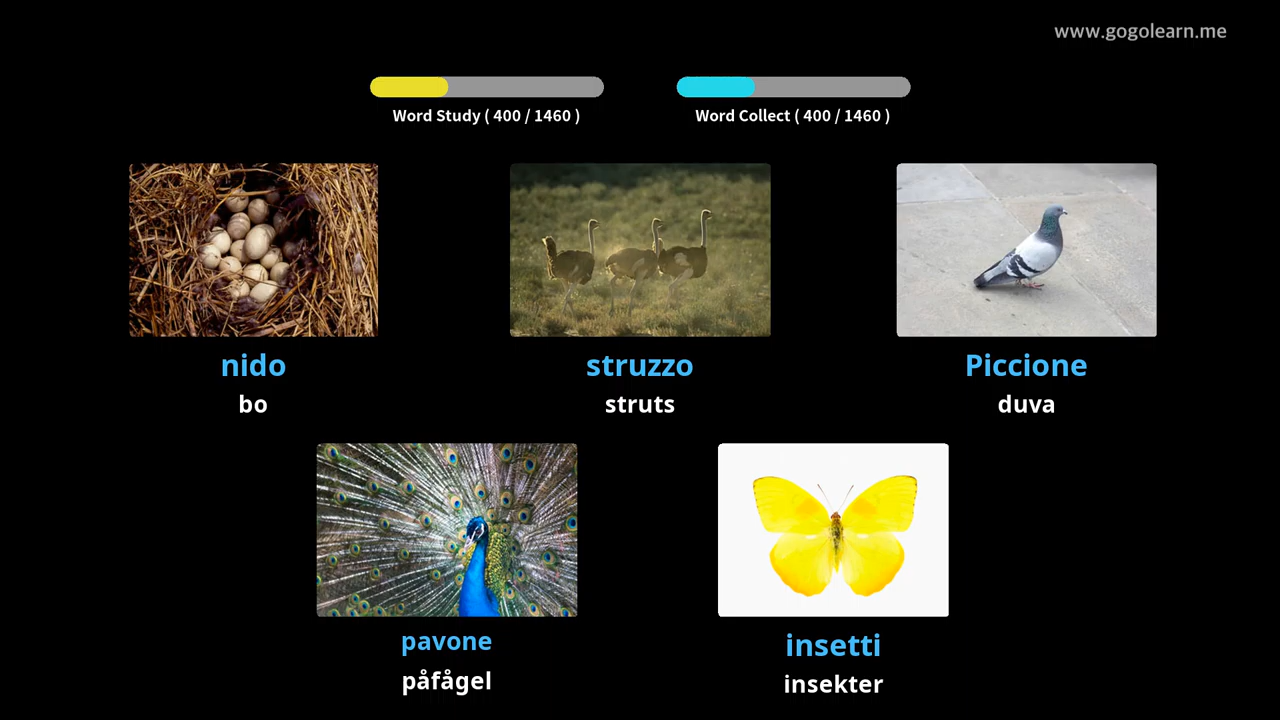 www.gogolearn.me
Word Study ( 400 / 1460 )
Word Collect ( 400 / 1460 )
nido
bo
struzzo
struts
Piccione
duva
pavone
påfågel
insetti
insekter